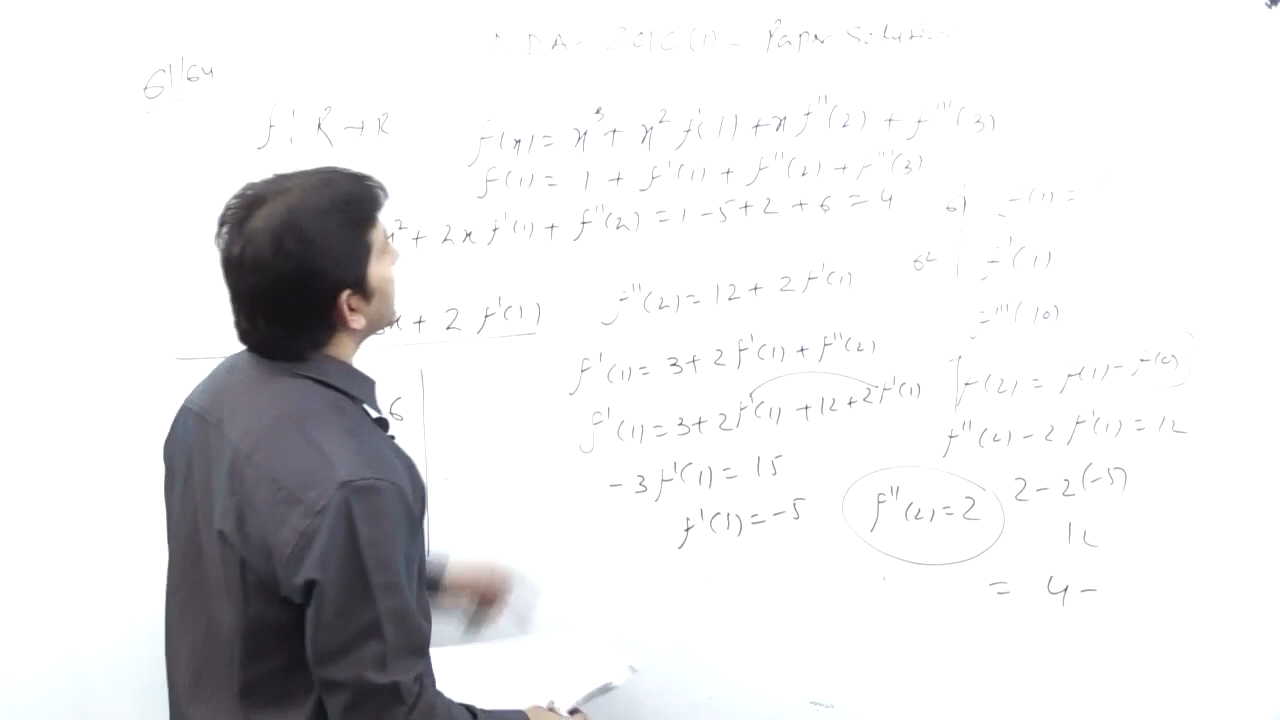 Paper Solution
61/64
f: R → R
f(x) = x³ + x² f'(1) + x f''(2) + f'''(3)
f(1) = 1 + f'(1) + f''(2) + f'''(3)
x² + 2x f'(1) + f''(2) = 1 - 5 + 2 + 6 = 4
61 f(1) =
62 f'(1)
f'''(10)
x + 2 f'(1)
f''(2) = 12 + 2 f'(1)
f'(1) = 3 + 2 f'(1) + f''(2)
f(2) = f(1) - f(0)
6
f'(1) = 3 + 2 f'(1) + 12 + 2 f'(1)
f''(2) - 2 f'(1) = 12
-3 f'(1) = 15
2 - 2(-5)
f'(1) = -5
f''(2) = 2
12
= 4 -